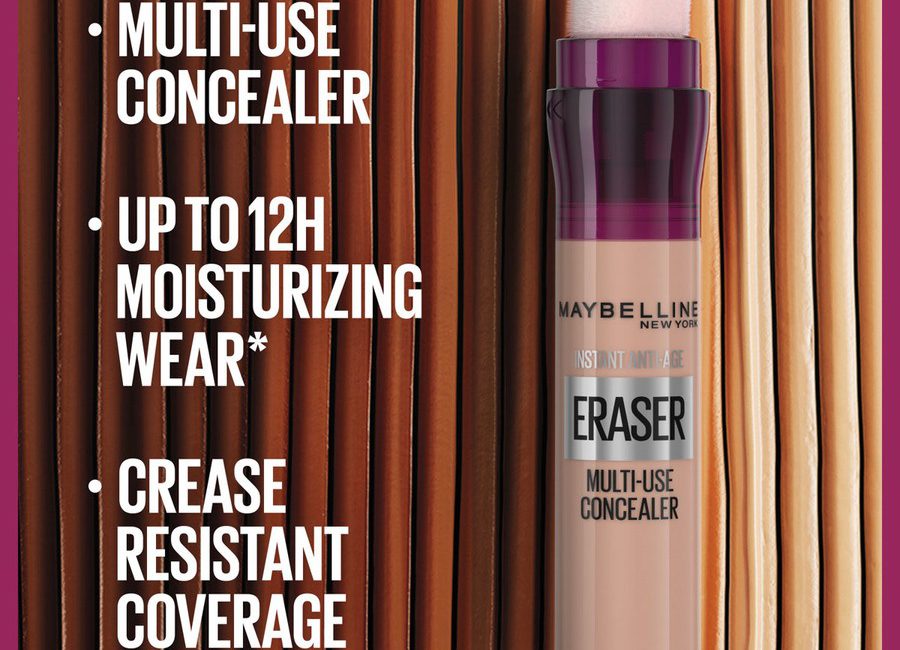 • MULTI-USE
CONCEALER
• UP TO 12H
MOISTURIZING
WEAR*
• CREASE
RESISTANT
COVERAGE
MAYBELLINE
NEW YORK
INSTANT ANTI-AGE
ERASER
MULTI-USE
CONCEALER